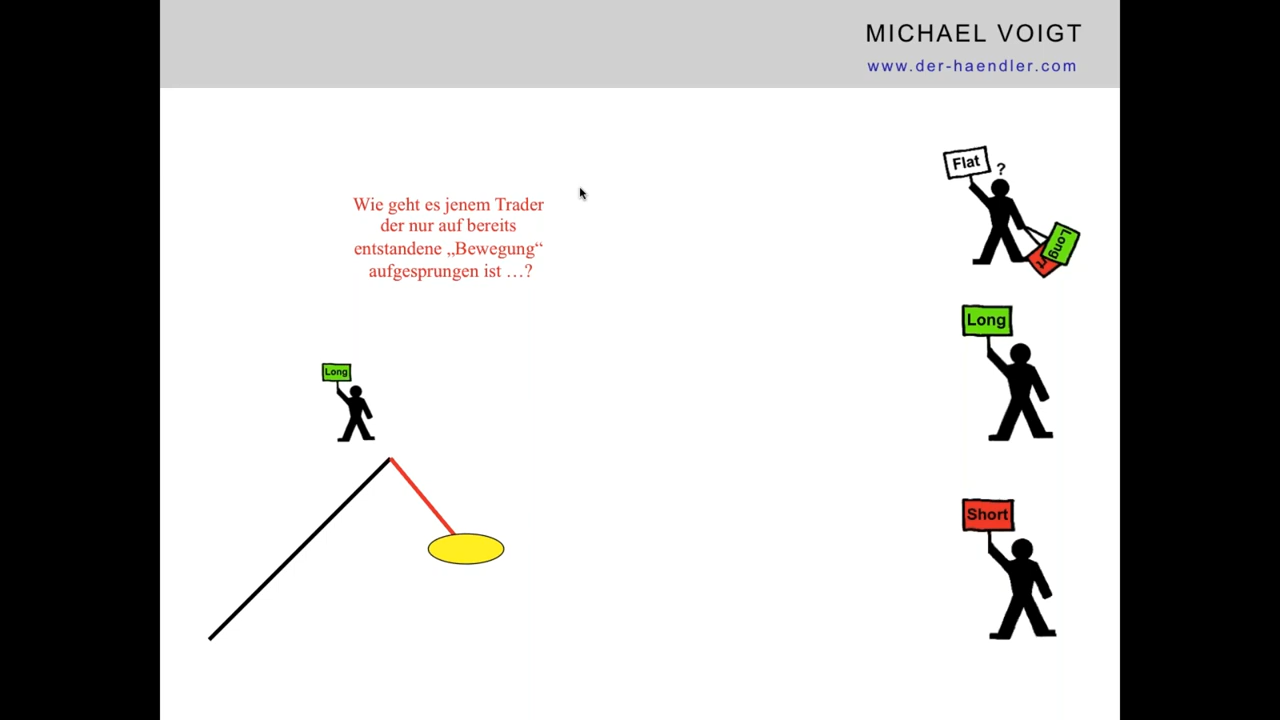 MICHAEL VOIGT
www.der-haendler.com
Flat
?
Wie geht es jenem Trader
der nur auf bereits
entstandene „Bewegung“
aufgesprungen ist …?
Long
Long
Long
Short